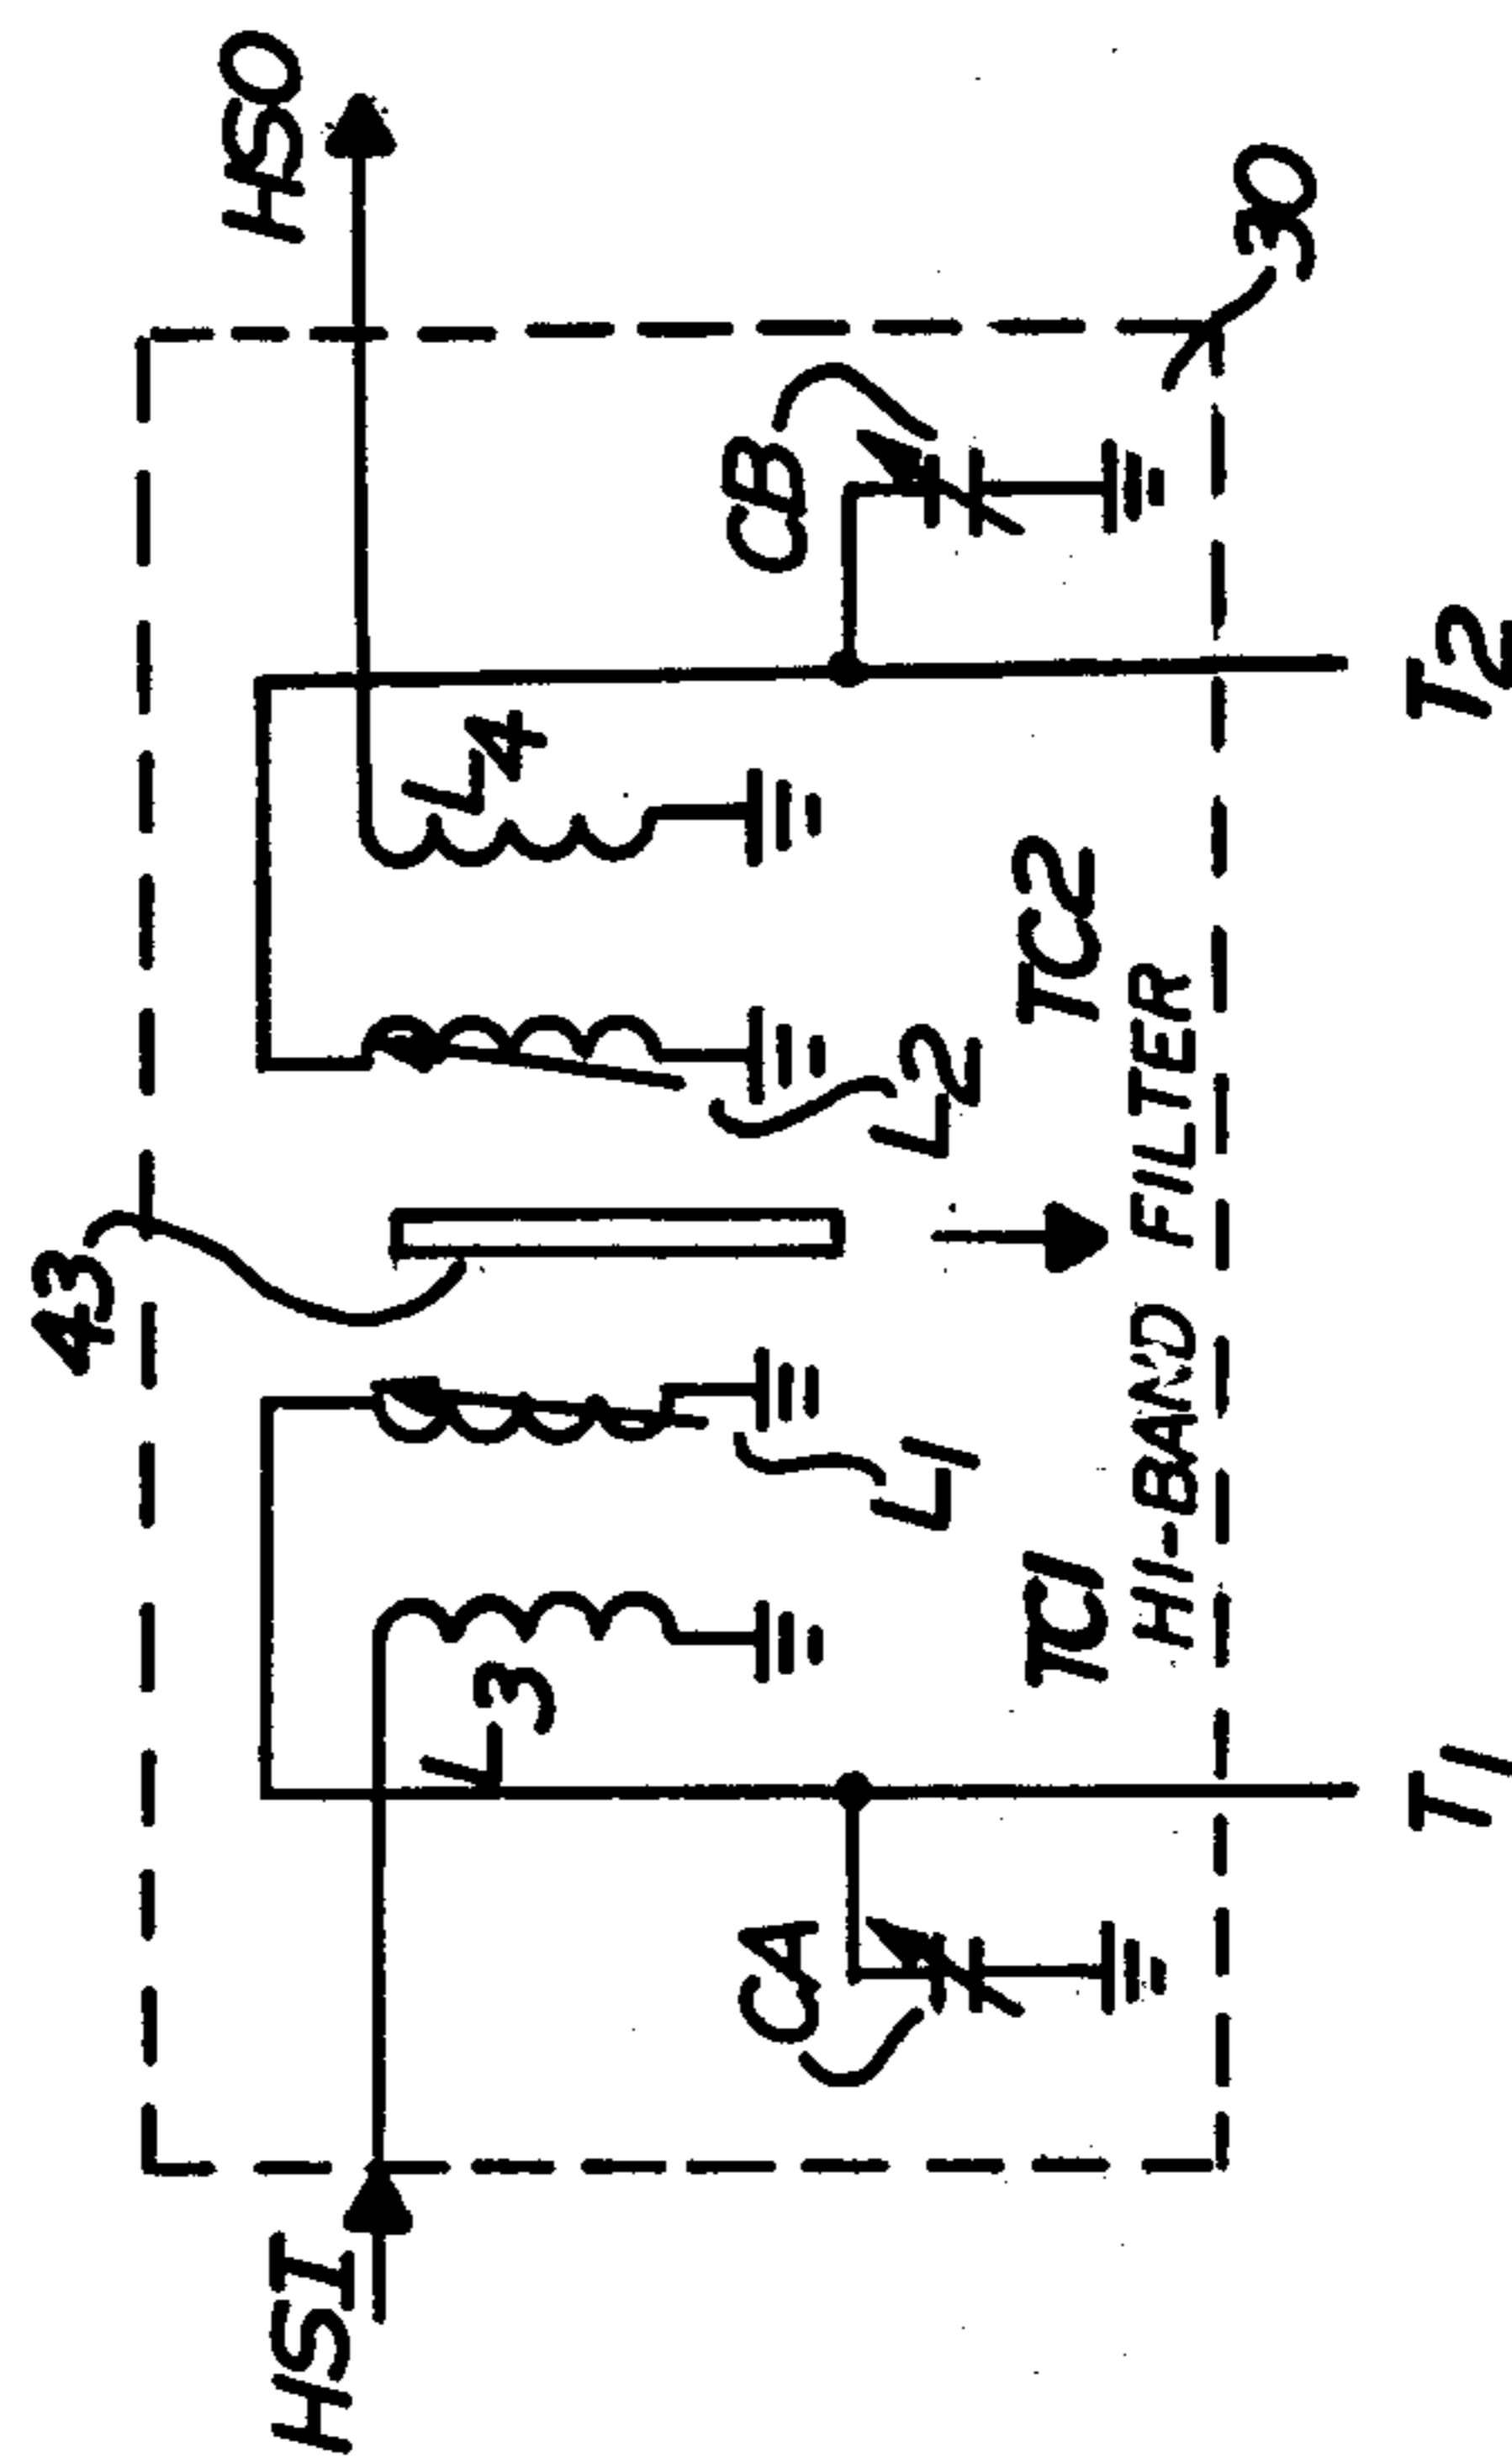 43
HSI
HSO
L3
L4
CA
CB
L1
L2
TC1
TC2
HI-BAND FILTER
30
T1
T2